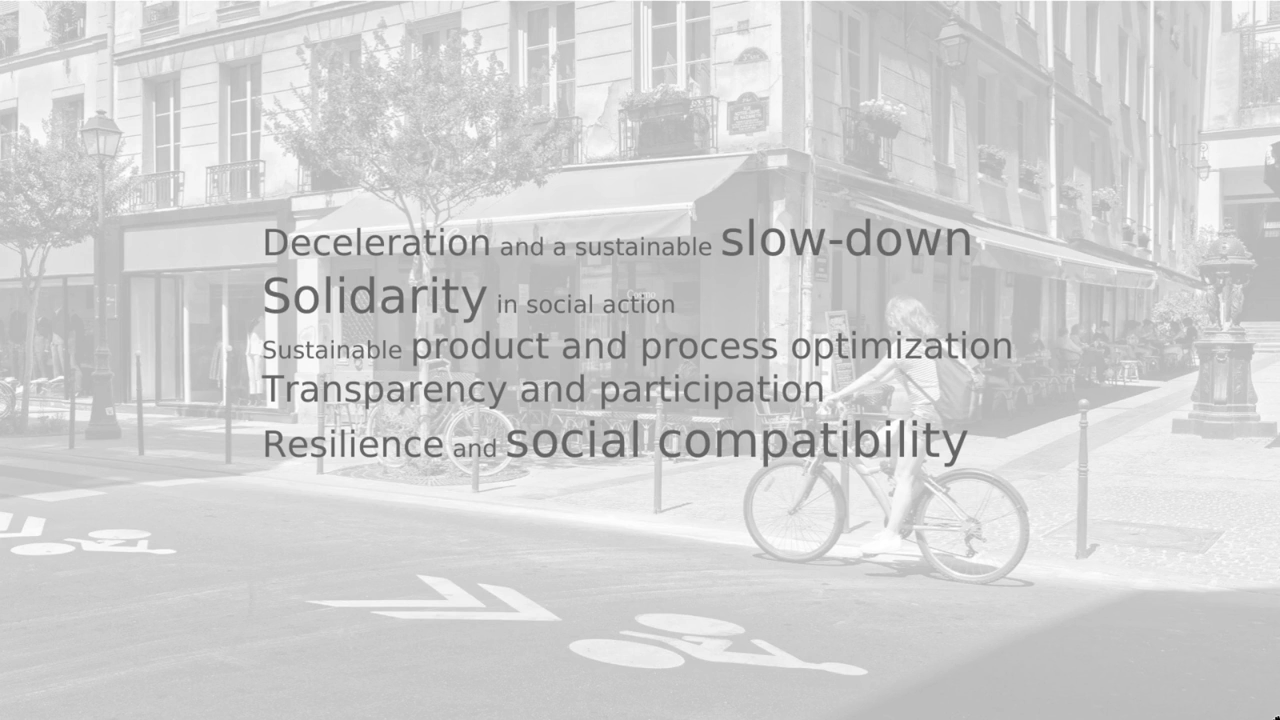 Deceleration and a sustainable slow-down
Solidarity in social action
Sustainable product and process optimization
Transparency and participation
Resilience and social compatibility